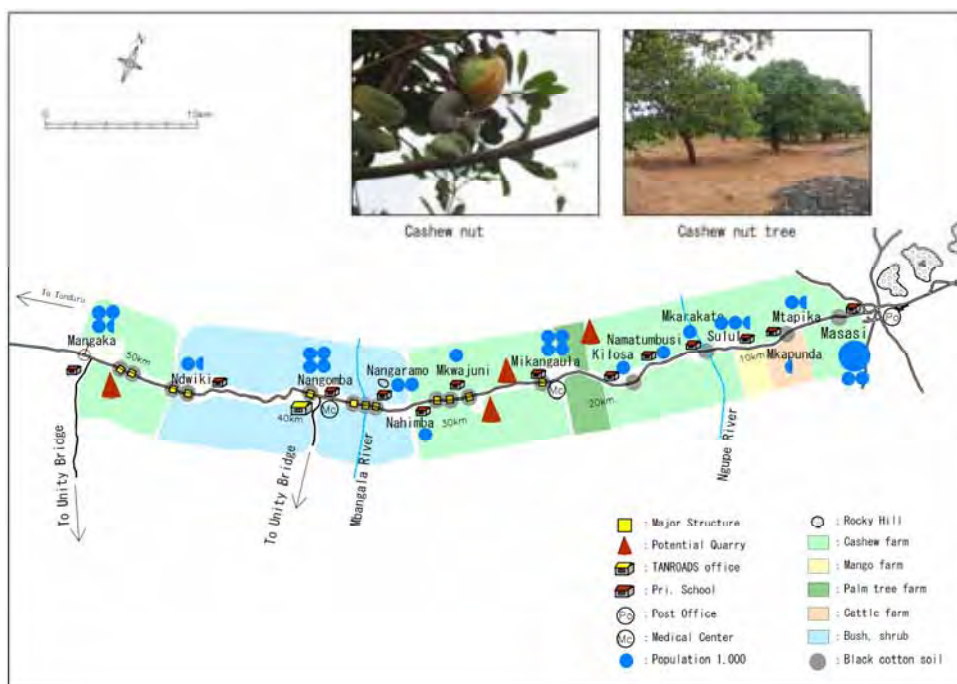 N
0
10km
Cashew nut
Cashew nut tree
To Tunduru
Mangaka
50km
Ndwiki
Nangomba
40km
Mc
Nangaramo
Mkwajuni
Nahimba
30km
Mikangaula
Mc
Kilosa
20km
Namatumbusi
Mkarakate
Sululu
10km
Mtapika
Mkapunda
Masasi
Po
To Unity Bridge
To Unity Bridge
Mbangala River
Ngupe River
: Major Structure
: Potential Quarry
: TANROADS office
: Pri. School
Po : Post Office
Mc : Medical Center
: Population 1.000
: Rocky Hill
: Cashew farm
: Mango farm
: Palm tree farm
: Cattle farm
: Bush, shrub
: Black cotton soil